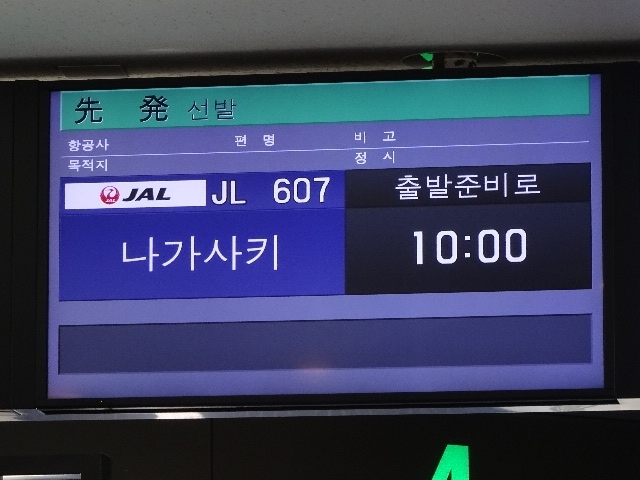 先 発 선발
항공사 편 명 비 고
목적지 정 시
JAL JL 607 출발준비로
나가사키 10:00
4